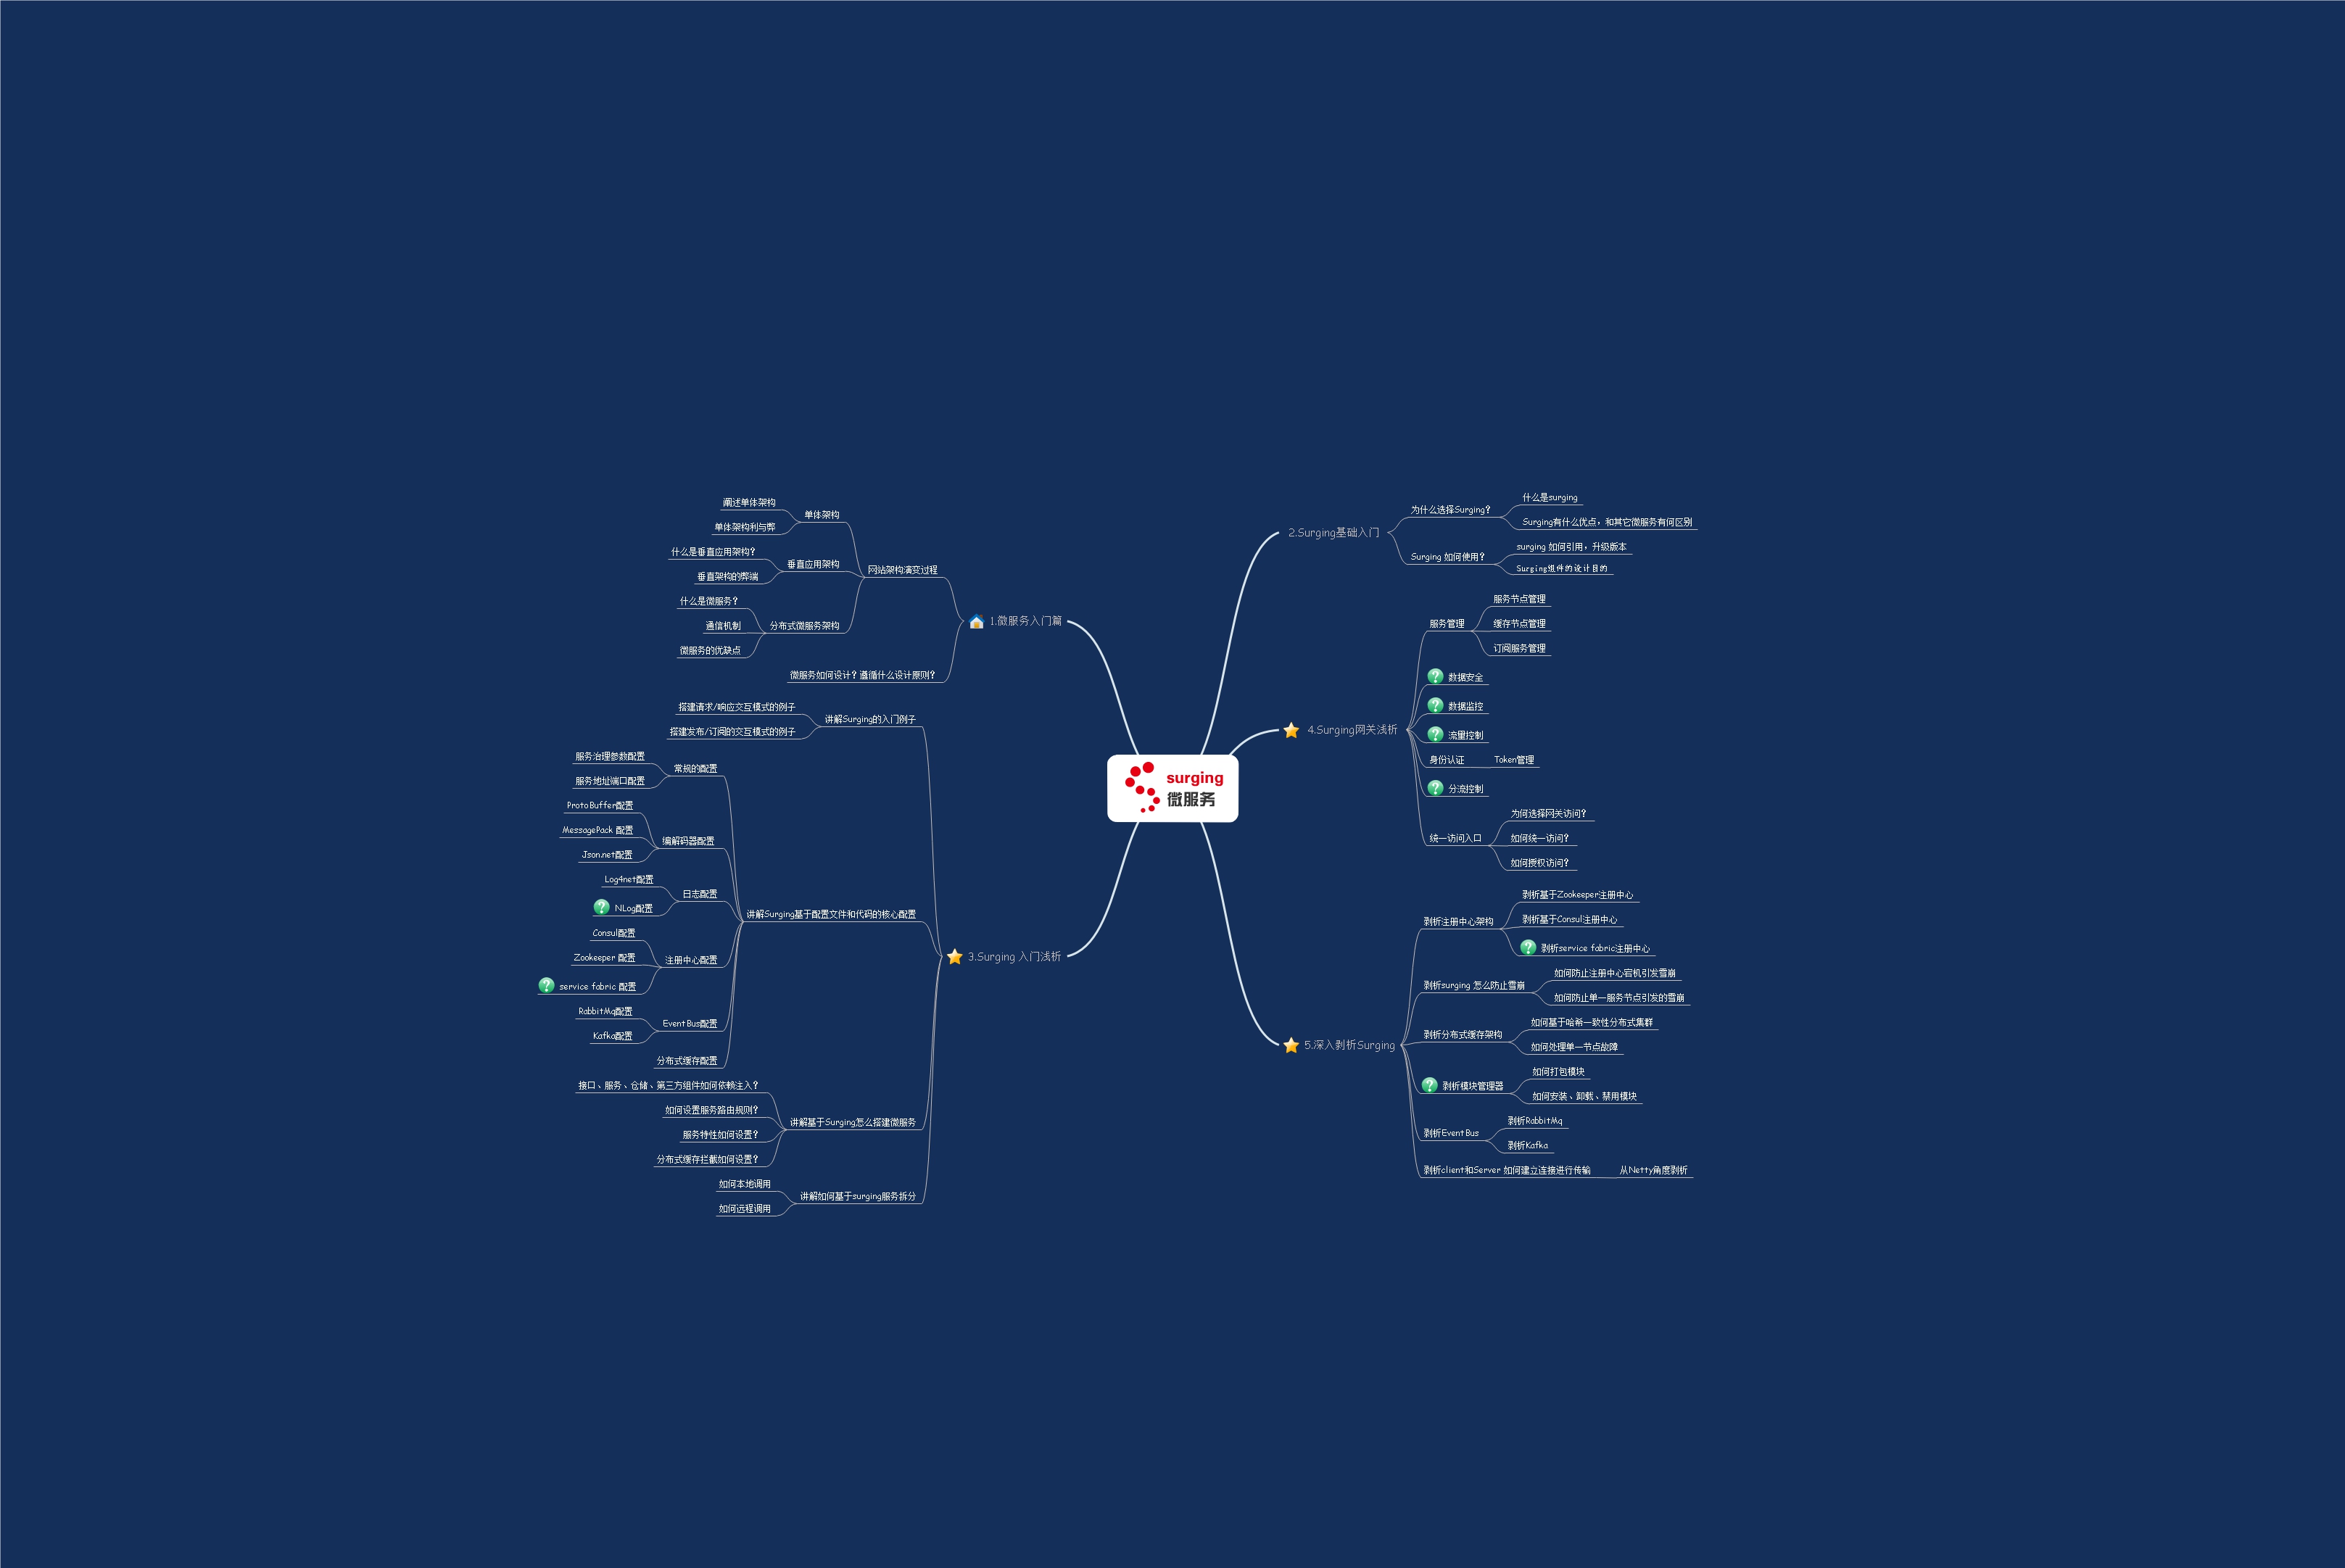 surging
微服务
1.微服务入门篇
网站架构演变过程
单体架构
阐述单体架构
单体架构利与弊
垂直应用架构
什么是垂直应用架构？
垂直架构的弊端
分布式微服务架构
什么是微服务？
通信机制
微服务的优缺点
微服务如何设计？遵循什么设计原则？
2.Surging基础入门
为什么选择Surging？
什么是surging
Surging有什么优点，和其它微服务有何区别
Surging 如何使用？
surging 如何引用，升级版本
Surging组件的设计目的
3.Surging 入门浅析
讲解Surging的入门例子
搭建请求/响应交互模式的例子
搭建发布/订阅的交互模式的例子
讲解Surging基于配置文件和代码的核心配置
常规的配置
服务治理参数配置
服务地址端口配置
编解码器配置
ProtoBuffer配置
MessagePack 配置
Json.net配置
日志配置
Log4net配置
NLog配置
注册中心配置
Consul配置
Zookeeper 配置
service fabric 配置
EventBus配置
RabbitMq配置
Kafka配置
分布式缓存配置
讲解基于Surging怎么搭建微服务
接口、服务、仓储、第三方组件如何依赖注入？
如何设置服务路由规则？
服务特性如何设置？
分布式缓存拦截如何设置？
讲解如何基于surging服务拆分
如何本地调用
如何远程调用
4.Surging网关浅析
服务管理
服务节点管理
缓存节点管理
订阅服务管理
数据安全
数据监控
流量控制
身份认证
Token管理
分流控制
统一访问入口
为何选择网关访问？
如何统一访问？
如何授权访问？
5.深入剥析Surging
剥析注册中心架构
剥析基于Zookeeper注册中心
剥析基于Consul注册中心
剥析service fabric注册中心
剥析surging 怎么防止雪崩
如何防止注册中心宕机引发雪崩
如何防止单一服务节点引发的雪崩
剥析分布式缓存架构
如何基于哈希一致性分布式集群
如何处理单一节点故障
剥析模块管理器
如何打包模块
如何安装、卸载、禁用模块
剥析EventBus
剥析RabbitMq
剥析Kafka
剥析client和Server 如何建立连接进行传输
从Netty角度剥析